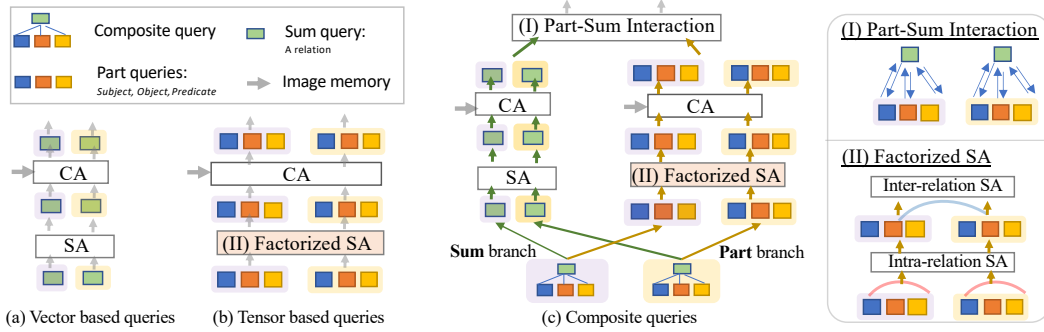 Composite query
Sum query:
A relation
Part queries:
Subject, Object, Predicate
Image memory
CA
SA
(a) Vector based queries
CA
(II) Factorized SA
(b) Tensor based queries
(I) Part-Sum Interaction
CA
SA
CA
(II) Factorized SA
Sum branch
Part branch
(c) Composite queries
(I) Part-Sum Interaction
(II) Factorized SA
Inter-relation SA
Intra-relation SA